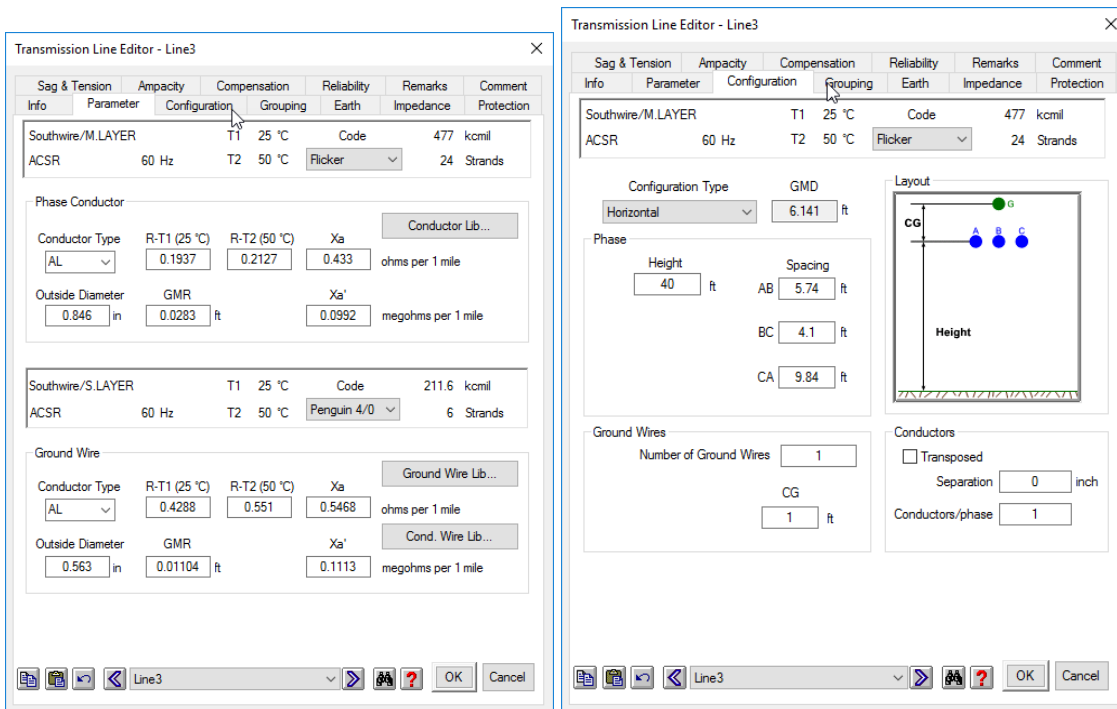 Transmission Line Editor - Line3
Sag & Tension Ampacity Compensation Reliability Remarks Comment
Info Parameter Configuration Grouping Earth Impedance Protection
Southwire/M.LAYER T1 25 °C Code 477 kcmil
ACSR 60 Hz T2 50 °C Flicker 24 Strands
Phase Conductor
Conductor Lib...
Conductor Type R-T1 (25 °C) R-T2 (50 °C) Xa
AL 0.1937 0.2127 0.433 ohms per 1 mile
Outside Diameter GMR Xa'
0.846 in 0.0283 ft 0.0992 megohms per 1 mile
Southwire/S.LAYER T1 25 °C Code 211.6 kcmil
ACSR 60 Hz T2 50 °C Penguin 4/0 6 Strands
Ground Wire
Ground Wire Lib...
Conductor Type R-T1 (25 °C) R-T2 (50 °C) Xa
AL 0.4288 0.551 0.5468 ohms per 1 mile
Cond. Wire Lib...
Outside Diameter GMR Xa'
0.563 in 0.01104 ft 0.1113 megohms per 1 mile
Line3 ? OK Cancel
Transmission Line Editor - Line3
Sag & Tension Ampacity Compensation Reliability Remarks Comment
Info Parameter Configuration Grouping Earth Impedance Protection
Southwire/M.LAYER T1 25 °C Code 477 kcmil
ACSR 60 Hz T2 50 °C Flicker 24 Strands
Configuration Type GMD
Horizontal 6.141 ft
Phase
Height Spacing
40 ft AB 5.74 ft
BC 4.1 ft
CA 9.84 ft
Layout
G
CG
A B C
Height
Ground Wires
Number of Ground Wires 1
CG
1 ft
Conductors
Transposed
Separation 0 inch
Conductors/phase 1
Line3 ? OK Cancel